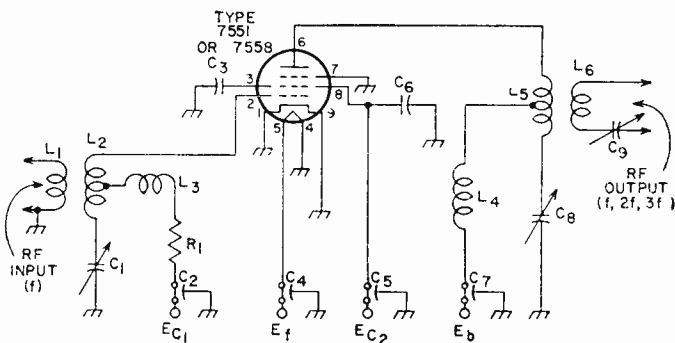 TYPE
7551
OR 7558
6
C3
3
7
8
2
1
5
4
9
C6
L1
L2
L3
L4
L5
L6
C9
RF
OUTPUT
(f, 2f, 3f)
RF
INPUT
(f)
C1
R1
C8
C2
C4
C5
C7
EC1
Ef
EC2
Eb